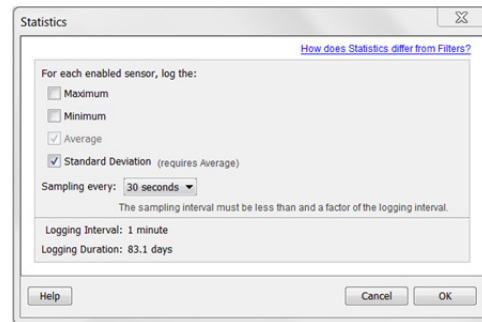 Statistics
How does Statistics differ from Filters?
For each enabled sensor, log the:
Maximum
Minimum
Average
Standard Deviation (requires Average)
Sampling every: 30 seconds
The sampling interval must be less than and a factor of the logging interval.
Logging Interval: 1 minute
Logging Duration: 83.1 days
Help Cancel OK